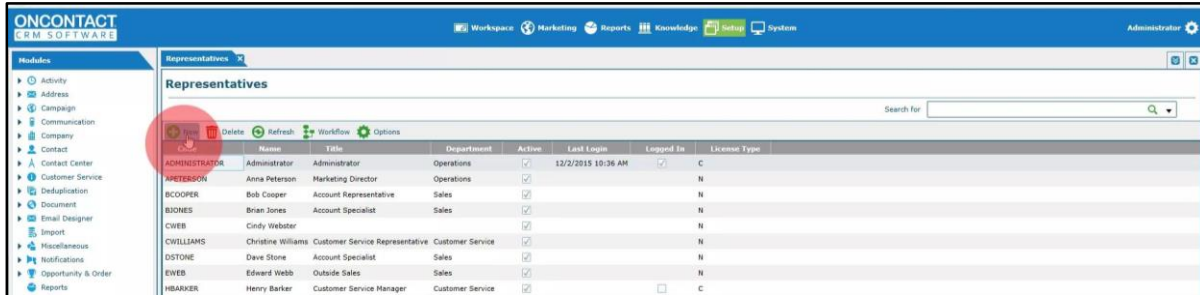 ONCONTACT
CRM SOFTWARE
Workspace Marketing Reports Knowledge Setup System
Administrator
Modules
Representatives X
Activity
Address
Campaign
Communication
Company
Contact
Contact Center
Customer Service
Deduplication
Document
Email Designer
Import
Miscellaneous
Notifications
Opportunity & Order
Reports
Representatives
Search for
New Delete Refresh Workflow Options
Code Name Title Department Active Last Login Logged In License Type
ADMINISTRATOR Administrator Administrator Operations 12/2/2015 10:36 AM C
APETERSON Anna Peterson Marketing Director Operations N
BCOOPER Bob Cooper Account Representative Sales N
BJONES Brian Jones Account Specialist Sales N
CWEB Cindy Webster N
CWILLIAMS Christine Williams Customer Service Representative Customer Service N
DSTONE Dave Stone Account Specialist Sales N
EWEB Edward Webb Outside Sales Sales N
HBARKER Henry Barker Customer Service Manager Customer Service C